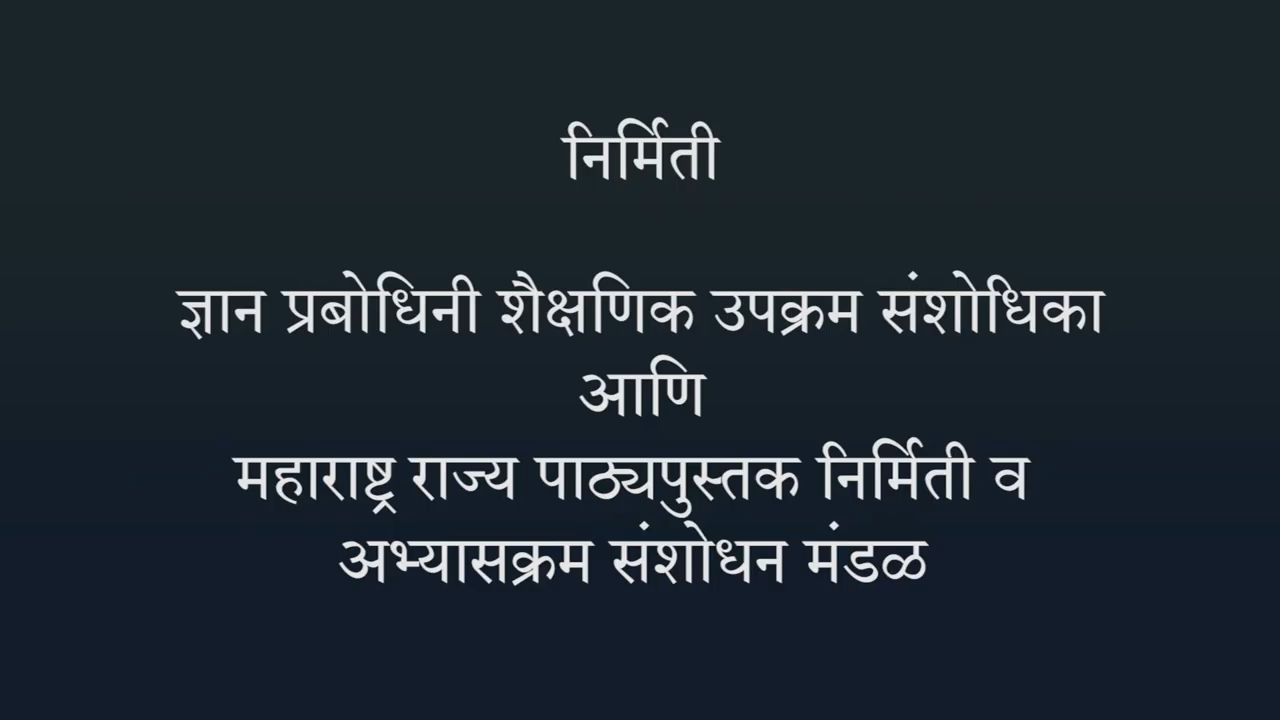 निर्मिती
ज्ञान प्रबोधिनी शैक्षणिक उपक्रम संशोधिका
आणि
महाराष्ट्र राज्य पाठ्यपुस्तक निर्मिती व
अभ्यासक्रम संशोधन मंडळ